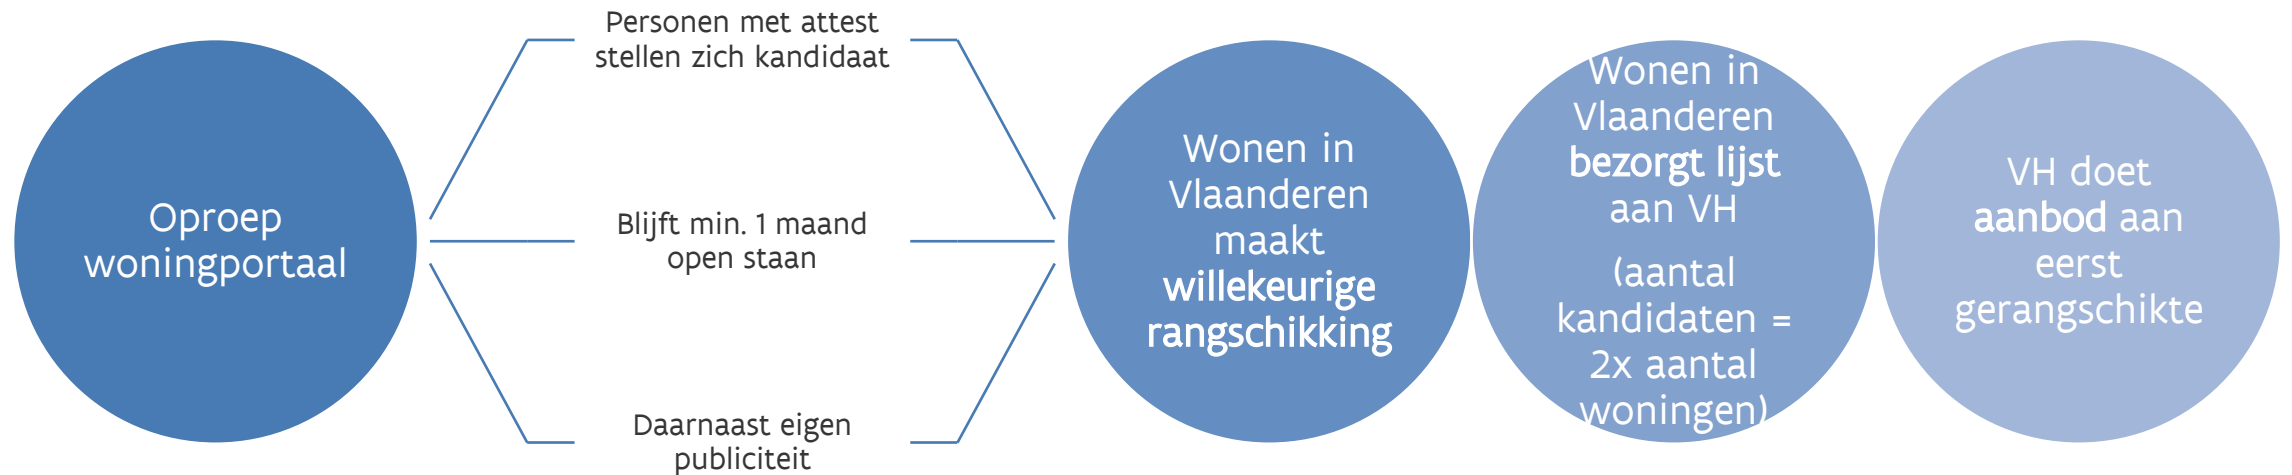 Oproep
woningportaal
Personen met attest
stellen zich kandidaat
Blijft min. 1 maand
open staan
Daarnaast eigen
publiciteit
Wonen in
Vlaanderen
maakt
willekeurige
rangschikking
Wonen in
Vlaanderen
bezorgt lijst
aan VH
(aantal
kandidaten =
2x aantal
woningen)
VH doet
aanbod aan
eerst
gerangschikte